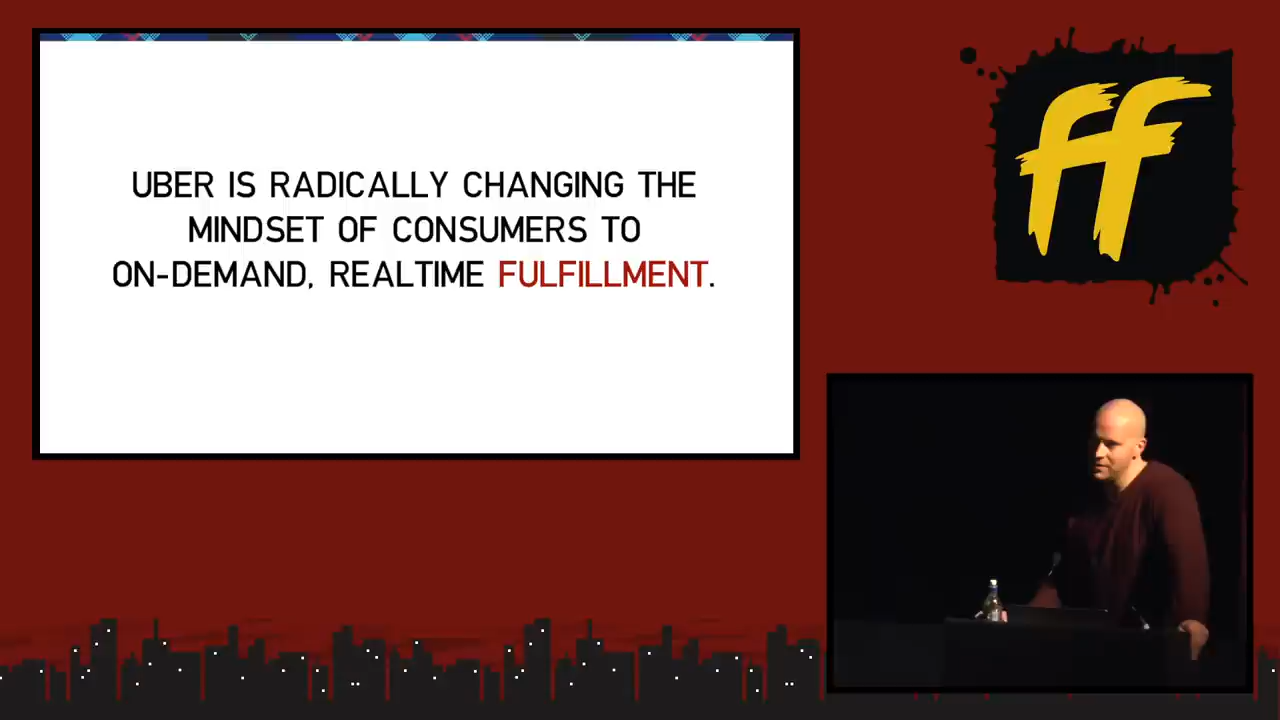 UBER IS RADICALLY CHANGING THE
MINDSET OF CONSUMERS TO
ON-DEMAND, REALTIME FULFILLMENT.
ff